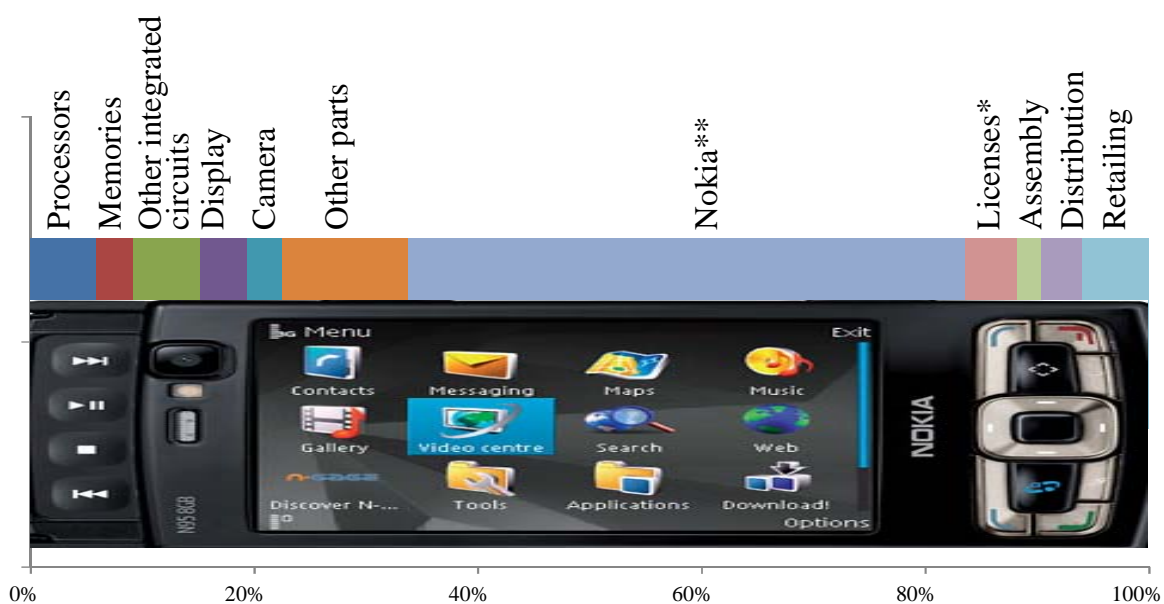 Processors
Memories
Other integrated
circuits
Display
Camera
Other parts
Nokia**
Licenses*
Assembly
Distribution
Retailing
3G Menu
Exit
Contacts
Messaging
Maps
Music
Gallery
Video centre
Search
Web
n-gage
Discover N-...
Tools
Applications
Download!
Options
N95 8GB
NOKIA
0%
20%
40%
60%
80%
100%